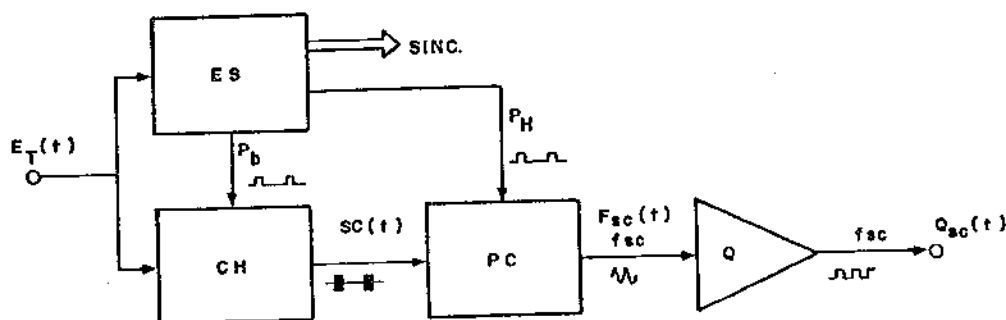 SINC.
ES
E_T(t)
P_b
P_H
SC(t)
F_sc(t)
fsc
CH
PC
Q
fsc
Q_sc(t)